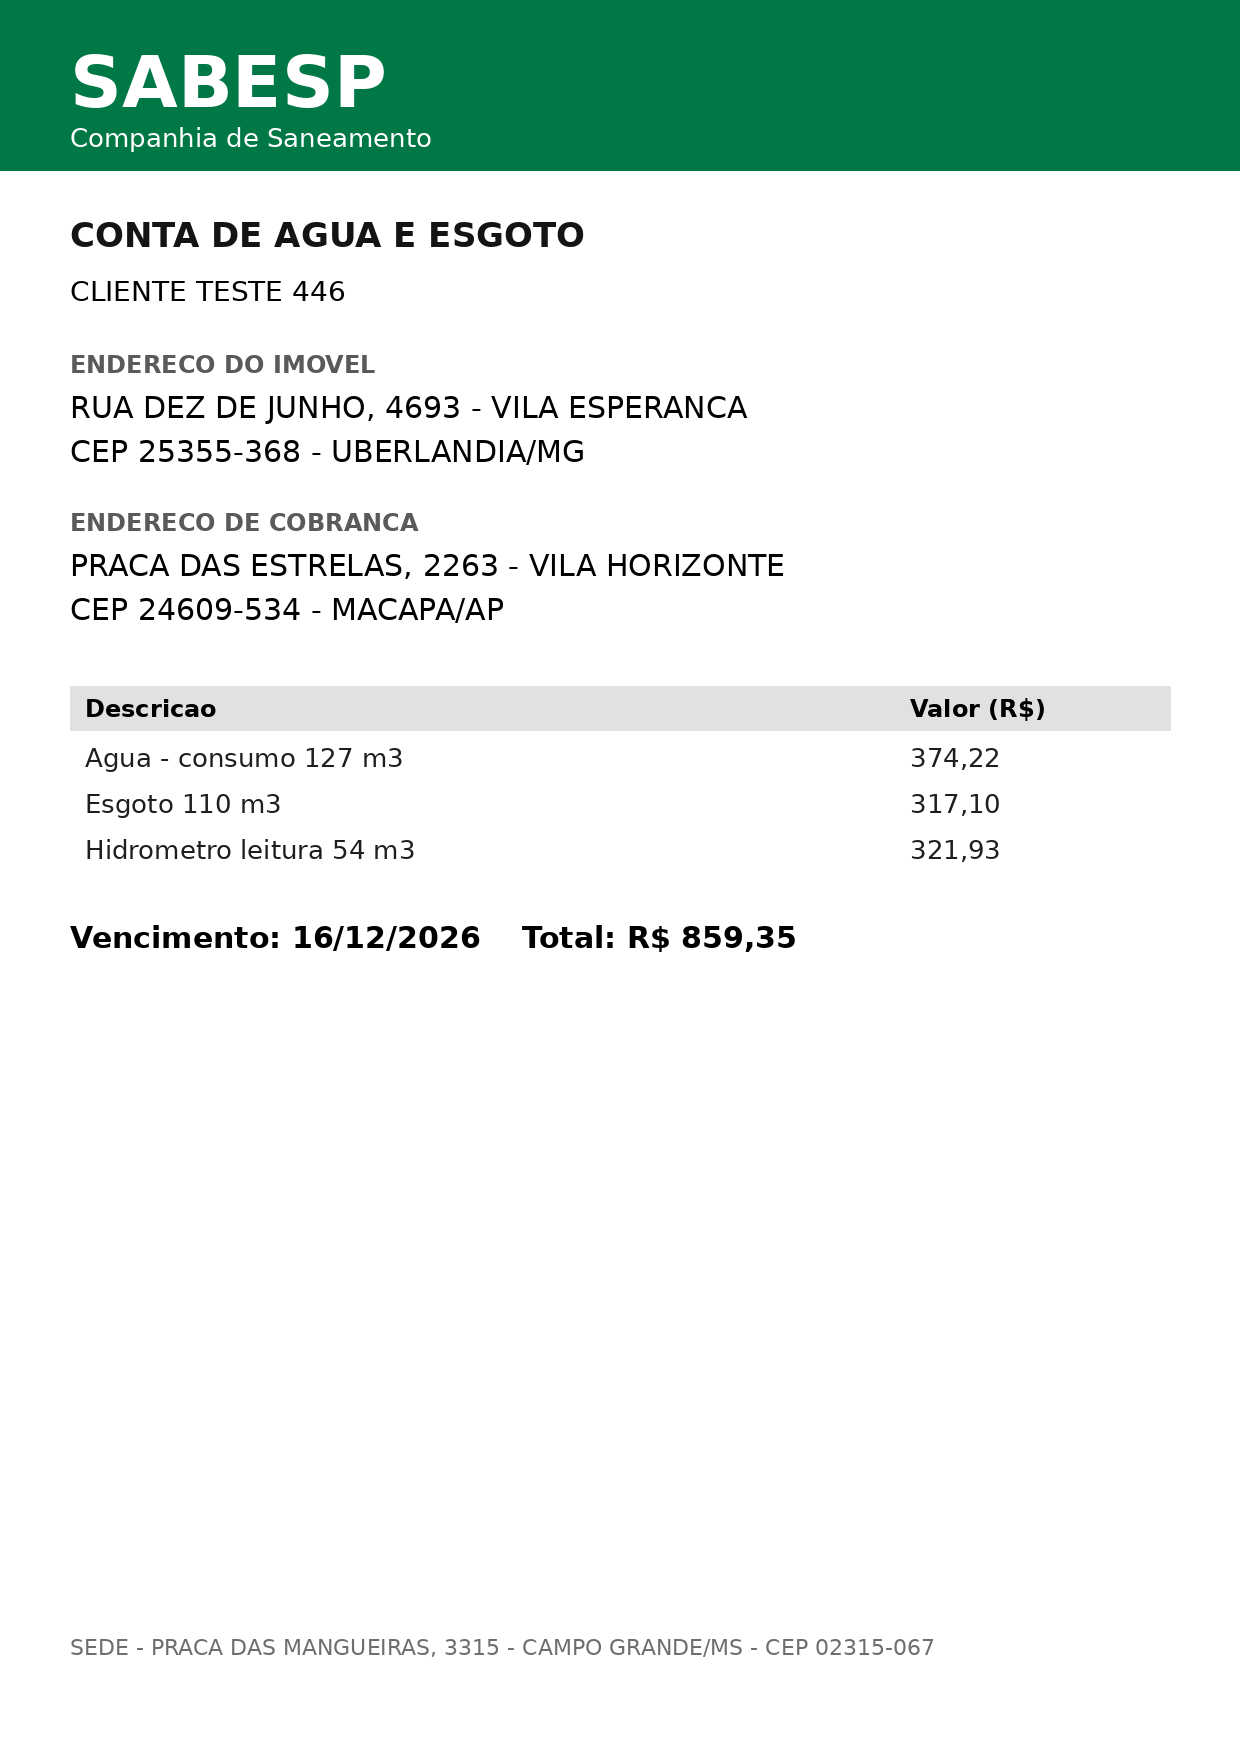 SABESP
Companhia de Saneamento
CONTA DE AGUA E ESGOTO
CLIENTE TESTE 446
ENDERECO DO IMOVEL
RUA DEZ DE JUNHO, 4693 - VILA ESPERANCA
CEP 25355-368 - UBERLANDIA/MG
ENDERECO DE COBRANCA
PRACA DAS ESTRELAS, 2263 - VILA HORIZONTE
CEP 24609-534 - MACAPA/AP
Descricao Valor (R$)
Agua - consumo 127 m3 374,22
Esgoto 110 m3 317,10
Hidrometro leitura 54 m3 321,93
Vencimento: 16/12/2026 Total: R$ 859,35
SEDE - PRACA DAS MANGUEIRAS, 3315 - CAMPO GRANDE/MS - CEP 02315-067